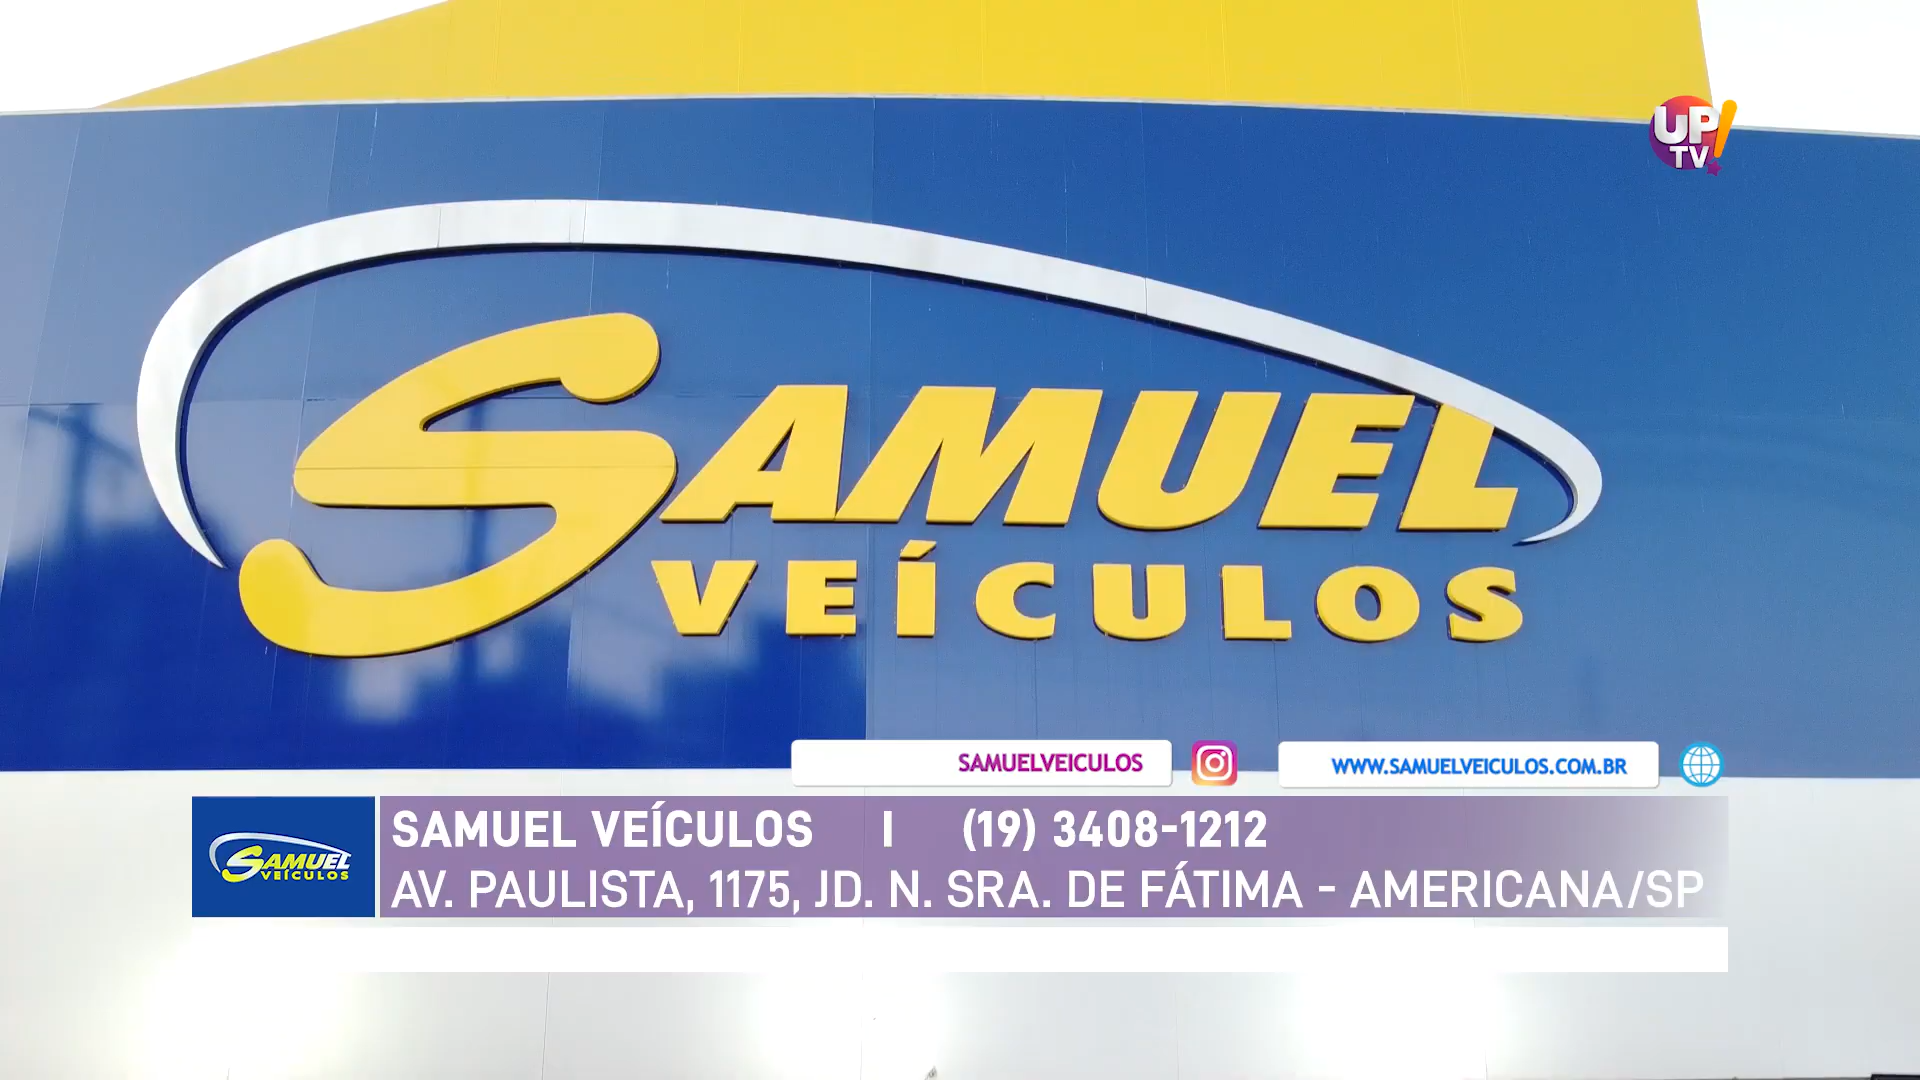 UP!
TV
SAMUEL
VEÍCULOS
SAMUELVEICULOS
WWW.SAMUELVEICULOS.COM.BR
SAMUEL VEÍCULOS I (19) 3408-1212
SAMUEL
VEÍCULOS
AV. PAULISTA, 1175, JD. N. SRA. DE FÁTIMA - AMERICANA/SP